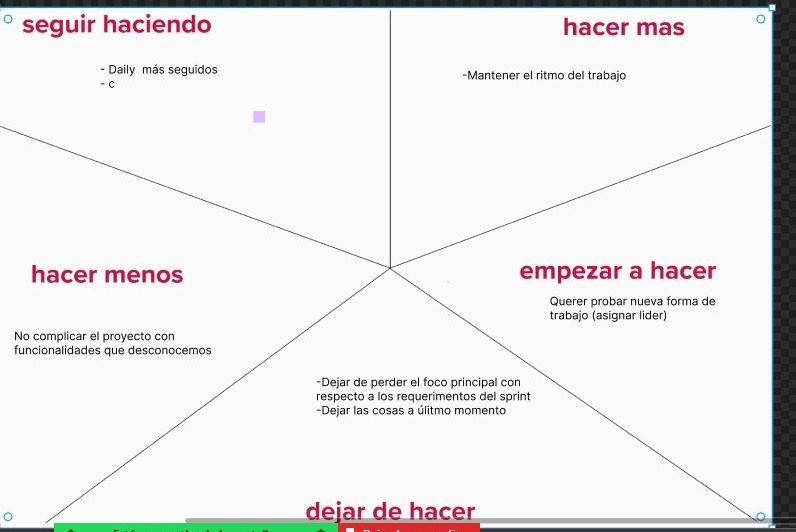 seguir haciendo
- Daily más seguidos
- c
hacer mas
-Mantener el ritmo del trabajo
hacer menos
No complicar el proyecto con
funcionalidades que desconocemos
empezar a hacer
Querer probar nueva forma de
trabajo (asignar lider)
-Dejar de perder el foco principal con
respecto a los requerimentos del sprint
-Dejar las cosas a úlitmo momento
dejar de hacer